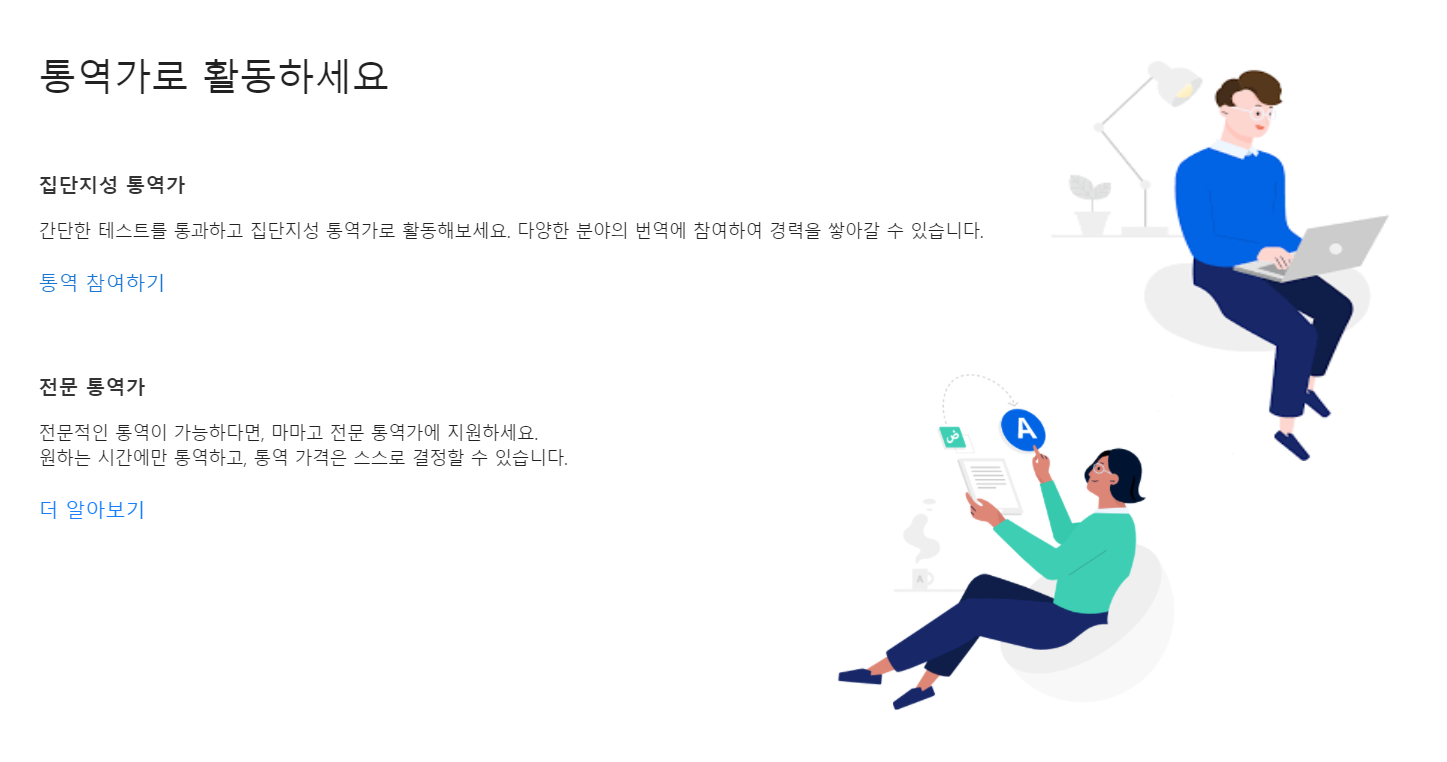 통역가로 활동하세요
집단지성 통역가
간단한 테스트를 통과하고 집단지성 통역가로 활동해보세요. 다양한 분야의 번역에 참여하여 경력을 쌓아갈 수 있습니다.
통역 참여하기
전문 통역가
전문적인 통역이 가능하다면, 마마고 전문 통역가에 지원하세요.
원하는 시간에만 통역하고, 통역 가격은 스스로 결정할 수 있습니다.
더 알아보기
A
ض
A